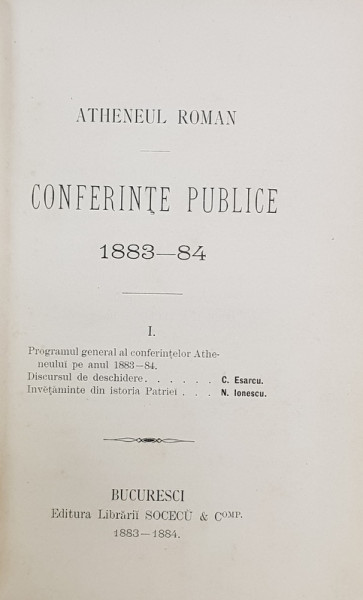 ATHENEUL ROMAN
CONFERINȚE PUBLICE
1883—84
I.
Programul general al conferințelor Athe-
neului pe anul 1883—84.
Discursul de deschidere . . . . . . C. Esarcu.
Invĕțăminte din istoria Patriei . . . N. Ionescu.
BUCURESCI
Editura Librăriĭ SOCECŬ & COMP.
1883—1884.